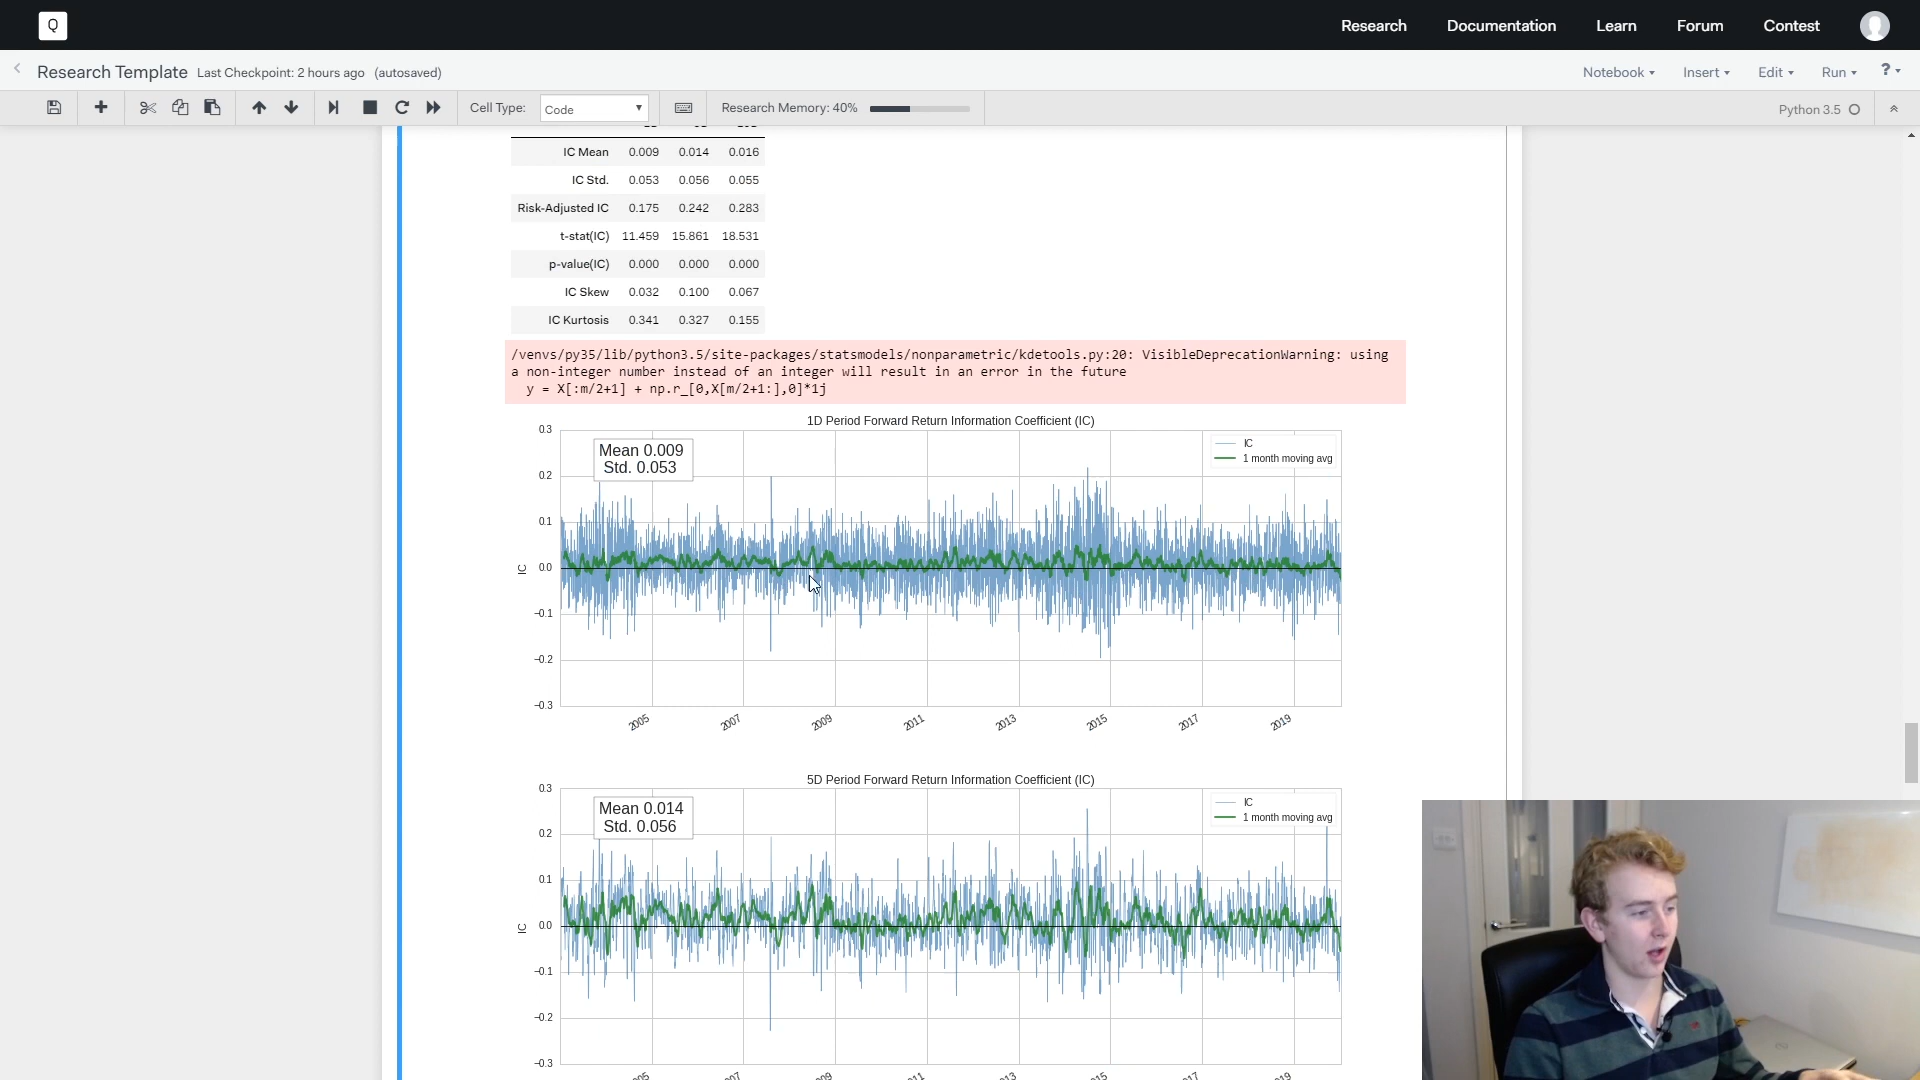 Q
Research Documentation Learn Forum Contest
Research Template Last Checkpoint: 2 hours ago (autosaved)
Notebook Insert Edit Run ?
Cell Type: Code Research Memory: 40% Python 3.5
IC Mean 0.009 0.014 0.016
IC Std. 0.053 0.056 0.055
Risk-Adjusted IC 0.175 0.242 0.283
t-stat(IC) 11.459 15.861 18.531
p-value(IC) 0.000 0.000 0.000
IC Skew 0.032 0.100 0.067
IC Kurtosis 0.341 0.327 0.155
/venvs/py35/lib/python3.5/site-packages/statsmodels/nonparametric/kdetools.py:20: VisibleDeprecationWarning: using
a non-integer number instead of an integer will result in an error in the future
y = X[:m/2+1] + np.r_[0,X[m/2+1:],0]*1j
1D Period Forward Return Information Coefficient (IC)
0.3
Mean 0.009
Std. 0.053
IC
1 month moving avg
0.2
0.1
0.0
−0.1
−0.2
−0.3
IC
2005 2007 2009 2011 2013 2015 2017 2019
5D Period Forward Return Information Coefficient (IC)
0.3
Mean 0.014
Std. 0.056
IC
1 month moving avg
0.2
0.1
0.0
−0.1
−0.2
−0.3
IC